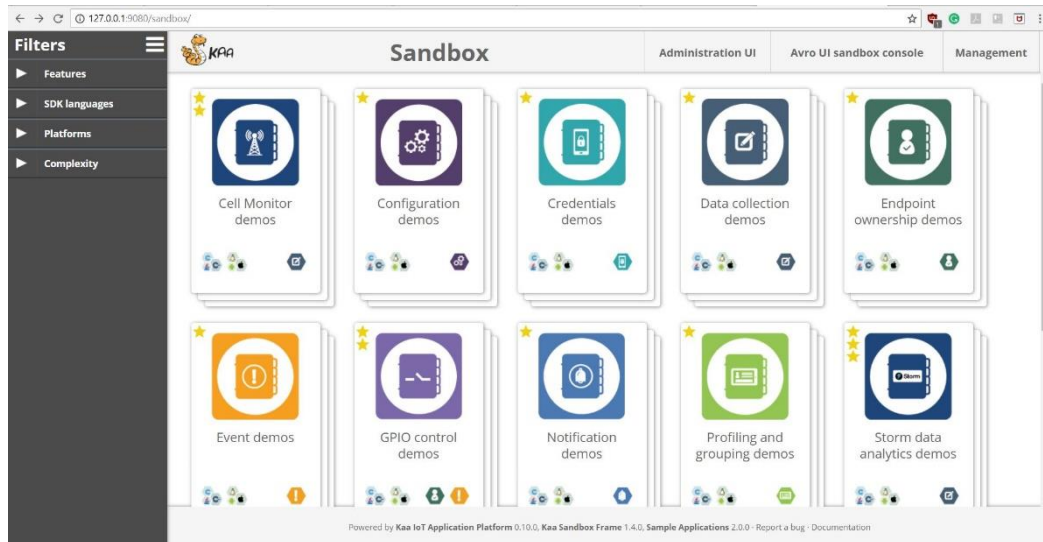 127.0.0.1:9080/sandbox/
Filters
KAA
Sandbox
Administration UI
Avro UI sandbox console
Management
Features
SDK languages
Platforms
Complexity
Cell Monitor
demos
Configuration
demos
Credentials
demos
Data collection
demos
Endpoint
ownership demos
Storm
Event demos
GPIO control
demos
Notification
demos
Profiling and
grouping demos
Storm data
analytics demos
Powered by Kaa IoT Application Platform 0.10.0, Kaa Sandbox Frame 1.4.0, Sample Applications 2.0.0 - Report a bug - Documentation